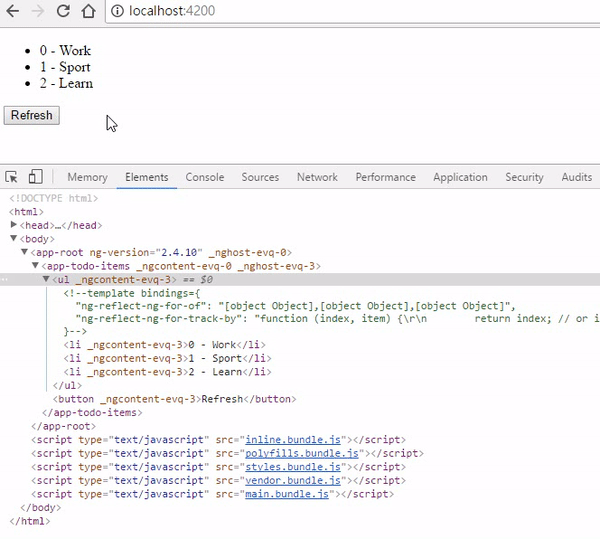 localhost:4200
0 - Work
1 - Sport
2 - Learn
Refresh
Memory Elements Console Sources Network Performance Application Security Audits
<!DOCTYPE html>
<html>
<head>…</head>
<body>
<app-root ng-version="2.4.10" _nghost-evq-0>
<app-todo-items _ngcontent-evq-0 _nghost-evq-3>
<ul _ngcontent-evq-3> == $0
<!--template bindings={
"ng-reflect-ng-for-of": "[object Object],[object Object],[object Object]",
"ng-reflect-ng-for-track-by": "function (index, item) {\r\n return index; // or i
}-->
<li _ngcontent-evq-3>0 - Work</li>
<li _ngcontent-evq-3>1 - Sport</li>
<li _ngcontent-evq-3>2 - Learn</li>
</ul>
<button _ngcontent-evq-3>Refresh</button>
</app-todo-items>
</app-root>
<script type="text/javascript" src="inline.bundle.js"></script>
<script type="text/javascript" src="polyfills.bundle.js"></script>
<script type="text/javascript" src="styles.bundle.js"></script>
<script type="text/javascript" src="vendor.bundle.js"></script>
<script type="text/javascript" src="main.bundle.js"></script>
</body>
</html>